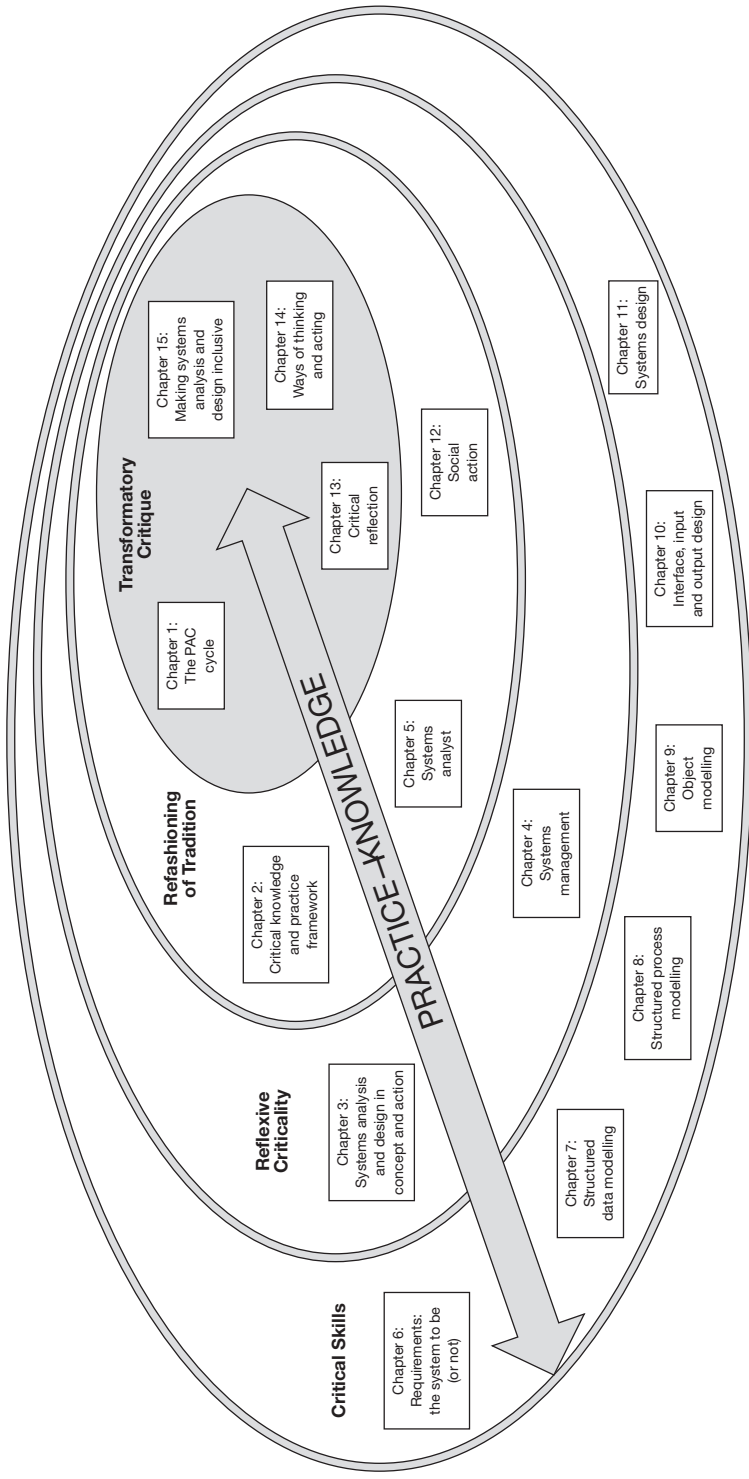 Critical Skills
Chapter 6:
Requirements:
the system to be
(or not)
Reflexive
Criticality
Chapter 3:
Systems analysis
and design in
concept and action
Refashioning
of Tradition
Chapter 2:
Critical knowledge
and practice
framework
Transformatory
Critique
Chapter 1:
The PAC
cycle
Chapter 15:
Making systems
analysis and
design inclusive
Chapter 14:
Ways of thinking
and acting
Chapter 13:
Critical
reflection
PRACTICE–KNOWLEDGE
Chapter 5:
Systems
analyst
Chapter 12:
Social
action
Chapter 4:
Systems
management
Chapter 7:
Structured
data modelling
Chapter 8:
Structured process
modelling
Chapter 9:
Object
modelling
Chapter 10:
Interface, input
and output design
Chapter 11:
Systems design